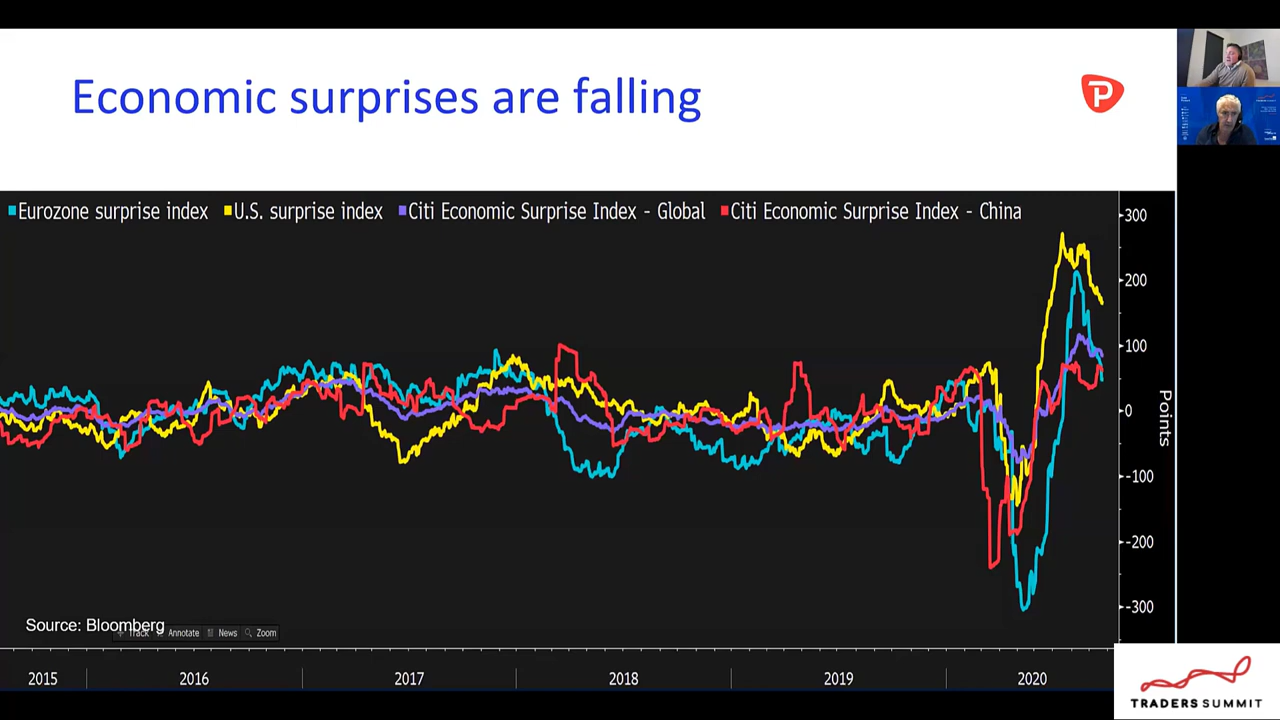 Economic surprises are falling
P
Eurozone surprise index U.S. surprise index Citi Economic Surprise Index - Global Citi Economic Surprise Index - China
300
200
100
0
-100
-200
-300
Points
Source: Bloomberg
Track Annotate News Zoom
2015 2016 2017 2018 2019 2020
TRADERS SUMMIT